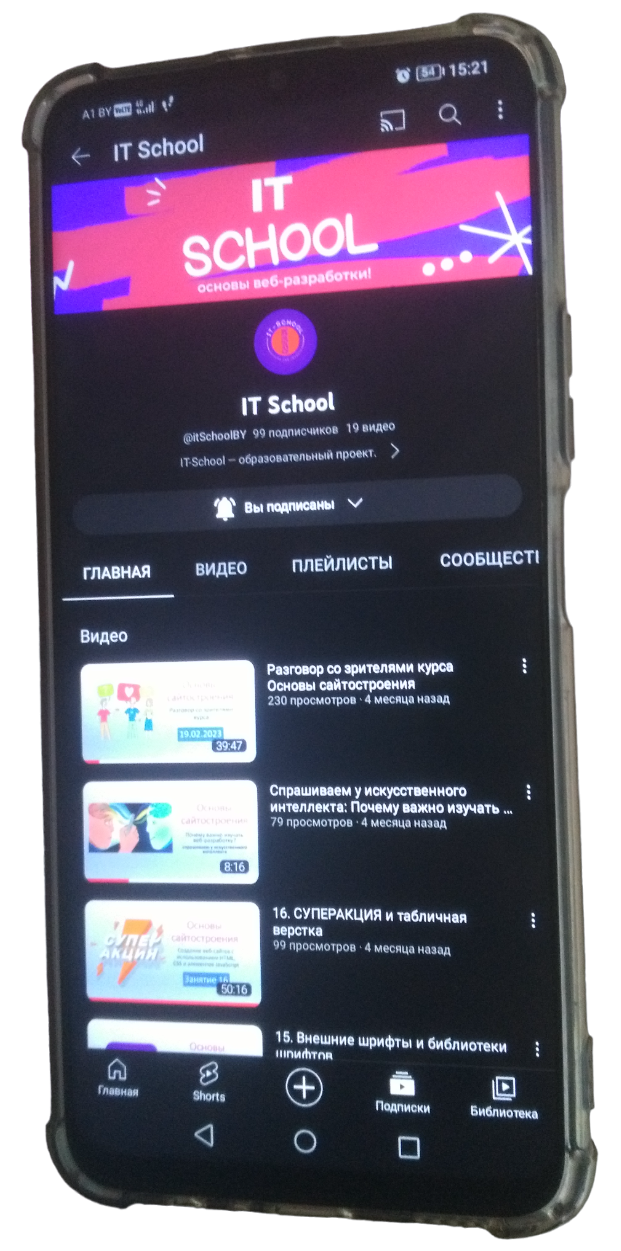 A1 BY VoLTE 54 15:21
IT School
IT
SCHOOL
основы веб-разработки!
IT School
@itSchoolBY 99 подписчиков 19 видео
IT-School — образовательный проект.
Вы подписаны
ГЛАВНАЯ ВИДЕО ПЛЕЙЛИСТЫ СООБЩЕСТ
Видео
Разговор со зрителями курса
Основы сайтостроения
230 просмотров · 4 месяца назад
Основы
сайтостроения
19.02.2023
39:47
Спрашиваем у искусственного
интеллекта: Почему важно изучать ...
79 просмотров · 4 месяца назад
Основы
сайтостроения
8:16
16. СУПЕРАКЦИЯ и табличная
верстка
99 просмотров · 4 месяца назад
СУПЕР
АКЦИЯ
Основы
сайтостроения
Занятие 16
50:16
15. Внешние шрифты и библиотеки
шрифтов
Основы
Главная Shorts Подписки Библиотека